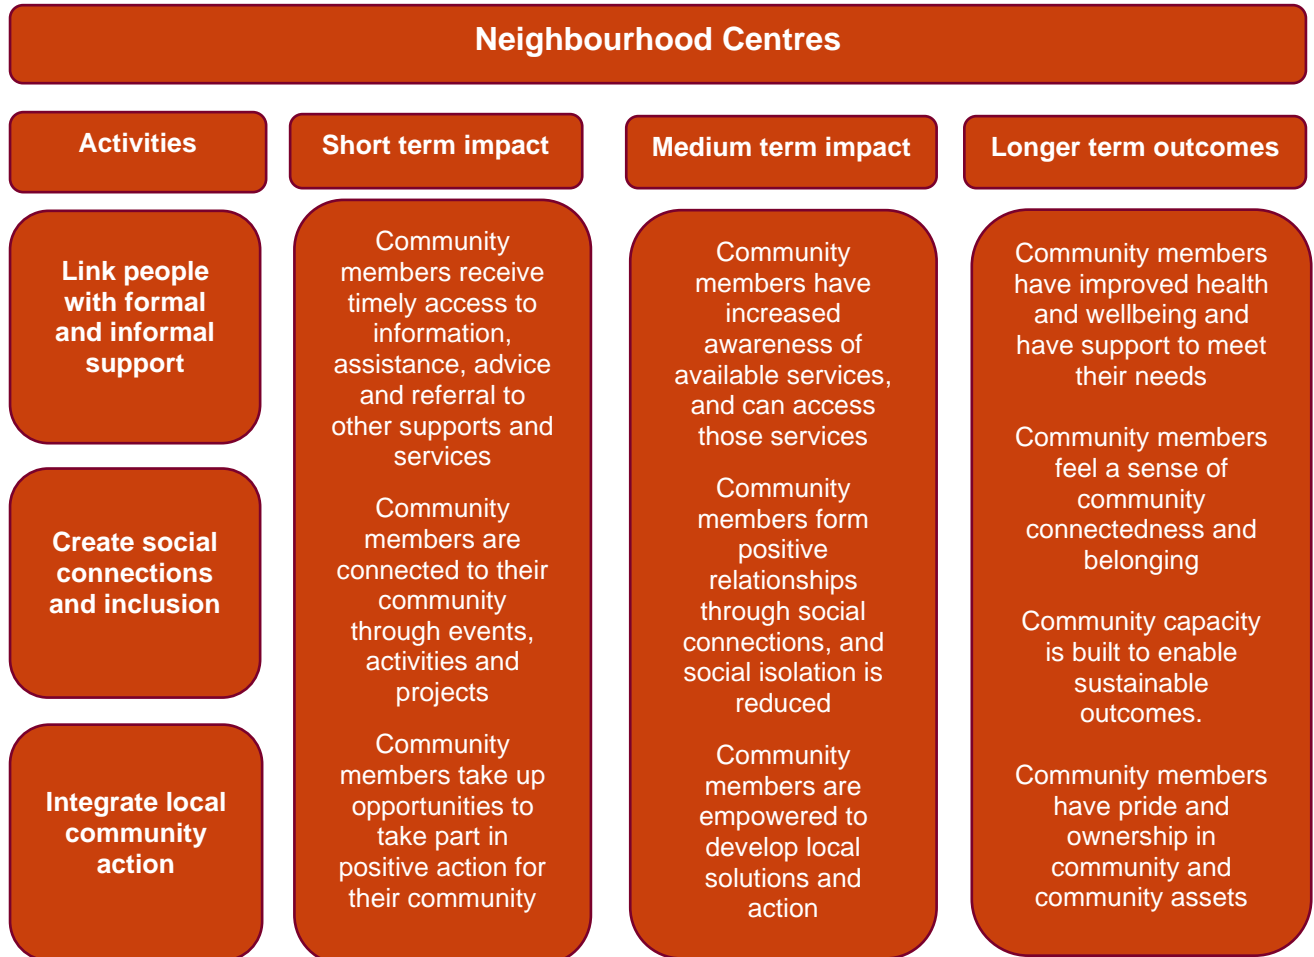 Neighbourhood Centres
Activities
Short term impact
Medium term impact
Longer term outcomes
Link people
with formal
and informal
support
Create social
connections
and inclusion
Integrate local
community
action
Community
members receive
timely access to
information,
assistance, advice
and referral to
other supports and
services
Community
members are
connected to their
community
through events,
activities and
projects
Community
members take up
opportunities to
take part in
positive action for
their community
Community
members have
increased
awareness of
available services,
and can access
those services
Community
members form
positive
relationships
through social
connections, and
social isolation is
reduced
Community
members are
empowered to
develop local
solutions and
action
Community members
have improved health
and wellbeing and
have support to meet
their needs
Community members
feel a sense of
community
connectedness and
belonging
Community capacity
is built to enable
sustainable
outcomes.
Community members
have pride and
ownership in
community and
community assets